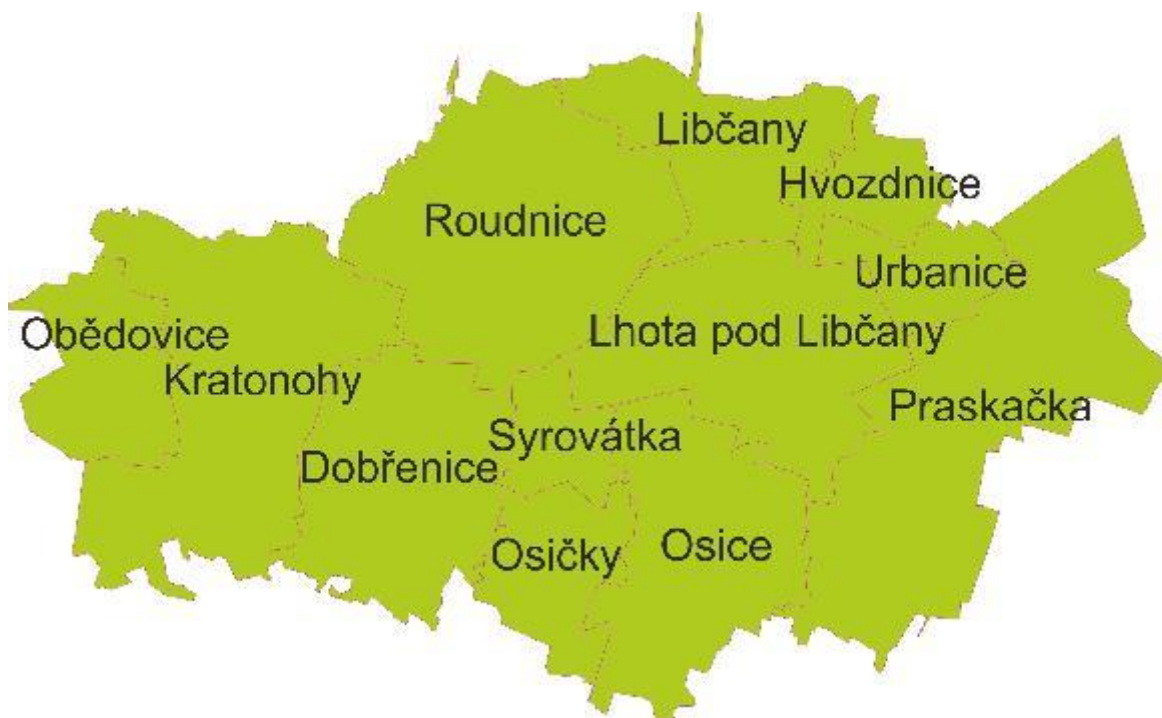 Libčany
Hvozdnice
Roudnice
Urbanice
Obědovice
Lhota pod Libčany
Kratonohy
Praskačka
Syrovátka
Dobřenice
Osičky
Osice